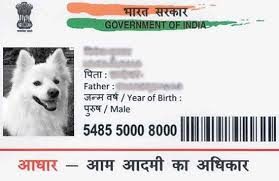 भारत सरकार
GOVERNMENT OF INDIA
पिता :
Father :
जन्म वर्ष / Year of Birth :
पुरुष / Male
5485 5000 8000
आधार — आम आदमी का अधिकार